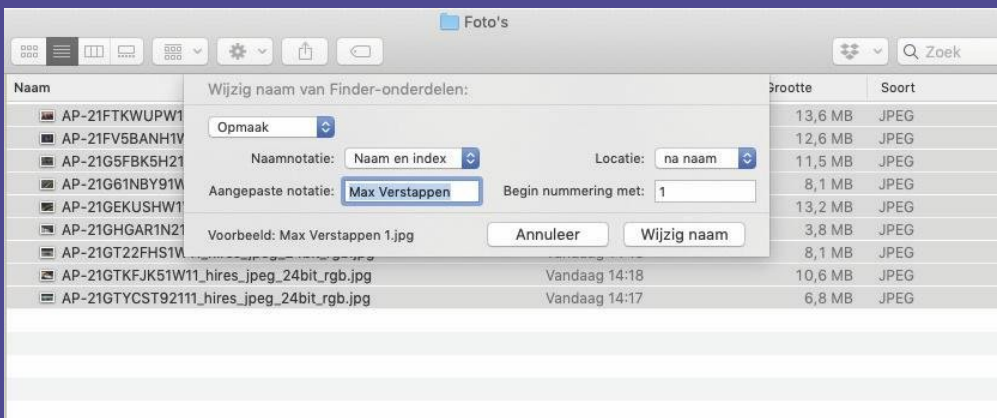 Foto's
Zoek
Naam
Grootte
Soort
Wijzig naam van Finder-onderdelen:
Opmaak
Naamnotatie: Naam en index
Locatie: na naam
Aangepaste notatie: Max Verstappen
Begin nummering met: 1
Voorbeeld: Max Verstappen 1.jpg
Annuleer
Wijzig naam
AP-21FTKWUPW1 13,6 MB JPEG
AP-21FV5BANH1W 12,6 MB JPEG
AP-21G5FBK5H21 11,5 MB JPEG
AP-21G61NBY91W 8,1 MB JPEG
AP-21GEKUSHW1 13,2 MB JPEG
AP-21GHGAR1N21 3,8 MB JPEG
AP-21GT22FHS1W 8,1 MB JPEG
AP-21GTKFJK51W11_hires_jpeg_24bit_rgb.jpg Vandaag 14:18 10,6 MB JPEG
AP-21GTYCST92111_hires_jpeg_24bit_rgb.jpg Vandaag 14:17 6,8 MB JPEG